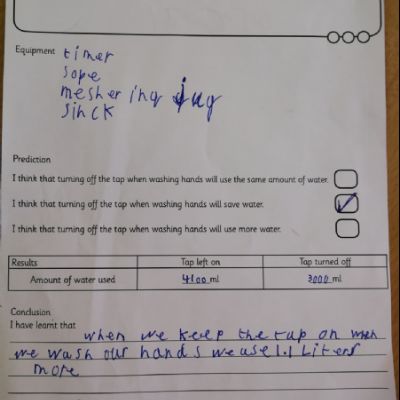 Equipment timer
sope
meshering jug
sinck
Prediction
I think that turning off the tap when washing hands will use the same amount of water.
I think that turning off the tap when washing hands will save water.
I think that turning off the tap when washing hands will use more water.
Results Tap left on Tap turned off
Amount of water used 4100 ml 3000 ml
Conclusion
I have learnt that when we keep the tap on when
we wash our hands we use 1.1 Liters
more